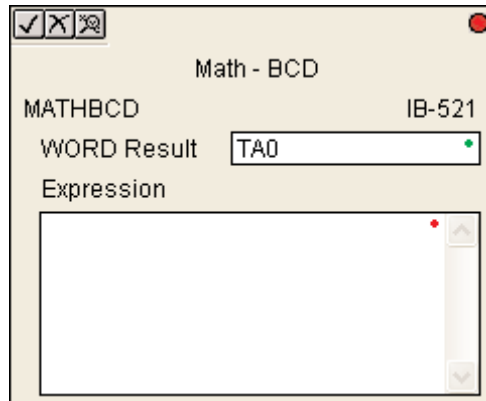 Math - BCD
MATHBCD IB-521
WORD Result TA0
Expression